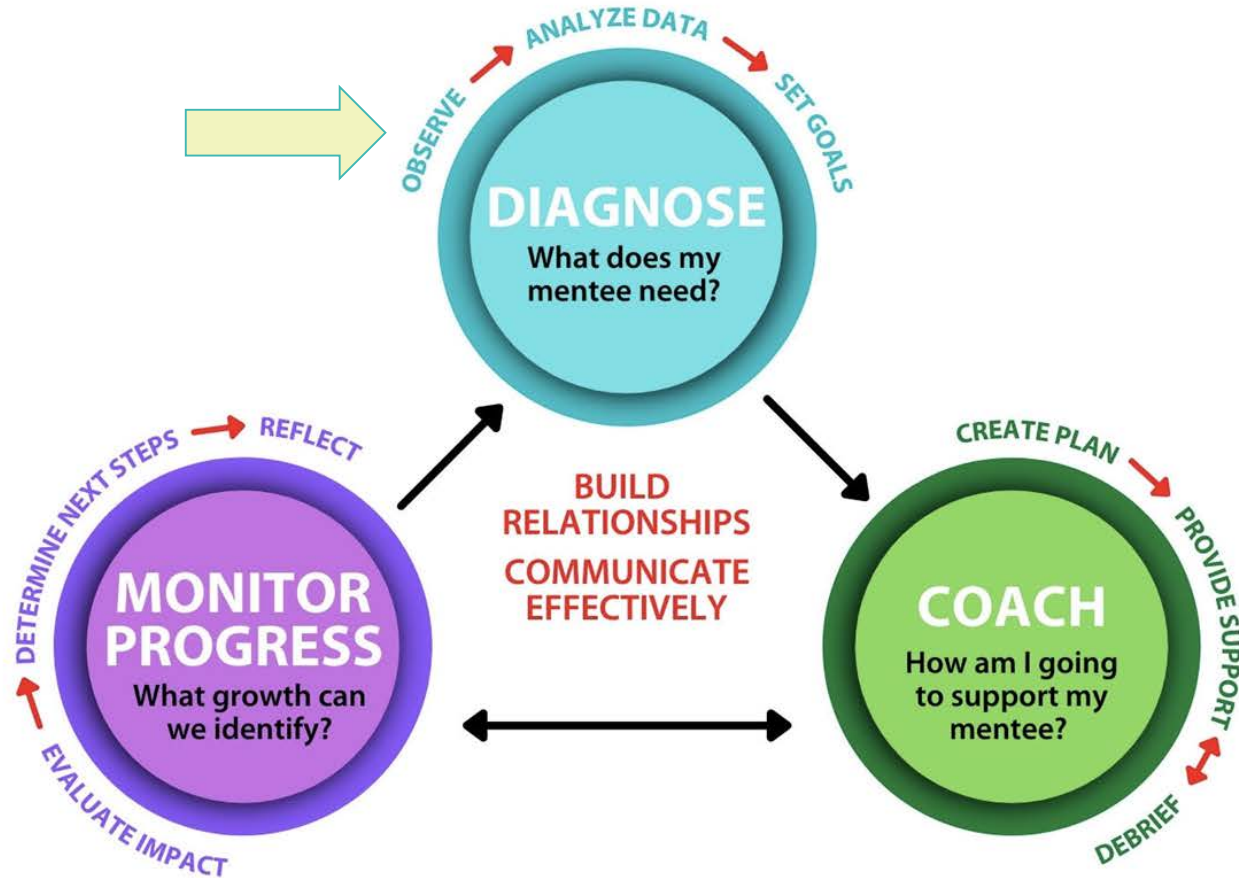 OBSERVE
ANALYZE DATA
SET GOALS
DIAGNOSE
What does my
mentee need?
BUILD
RELATIONSHIPS
COMMUNICATE
EFFECTIVELY
CREATE PLAN
PROVIDE SUPPORT
DEBRIEF
COACH
How am I going
to support my
mentee?
EVALUATE IMPACT
DETERMINE NEXT STEPS
REFLECT
MONITOR
PROGRESS
What growth can
we identify?